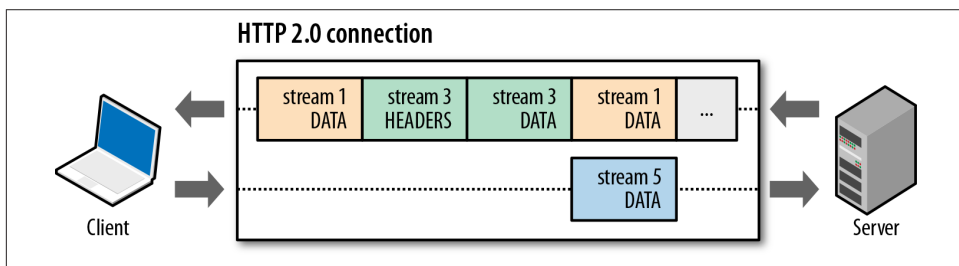 HTTP 2.0 connection
stream 1
DATA
stream 3
HEADERS
stream 3
DATA
stream 1
DATA
...
stream 5
DATA
Client
Server